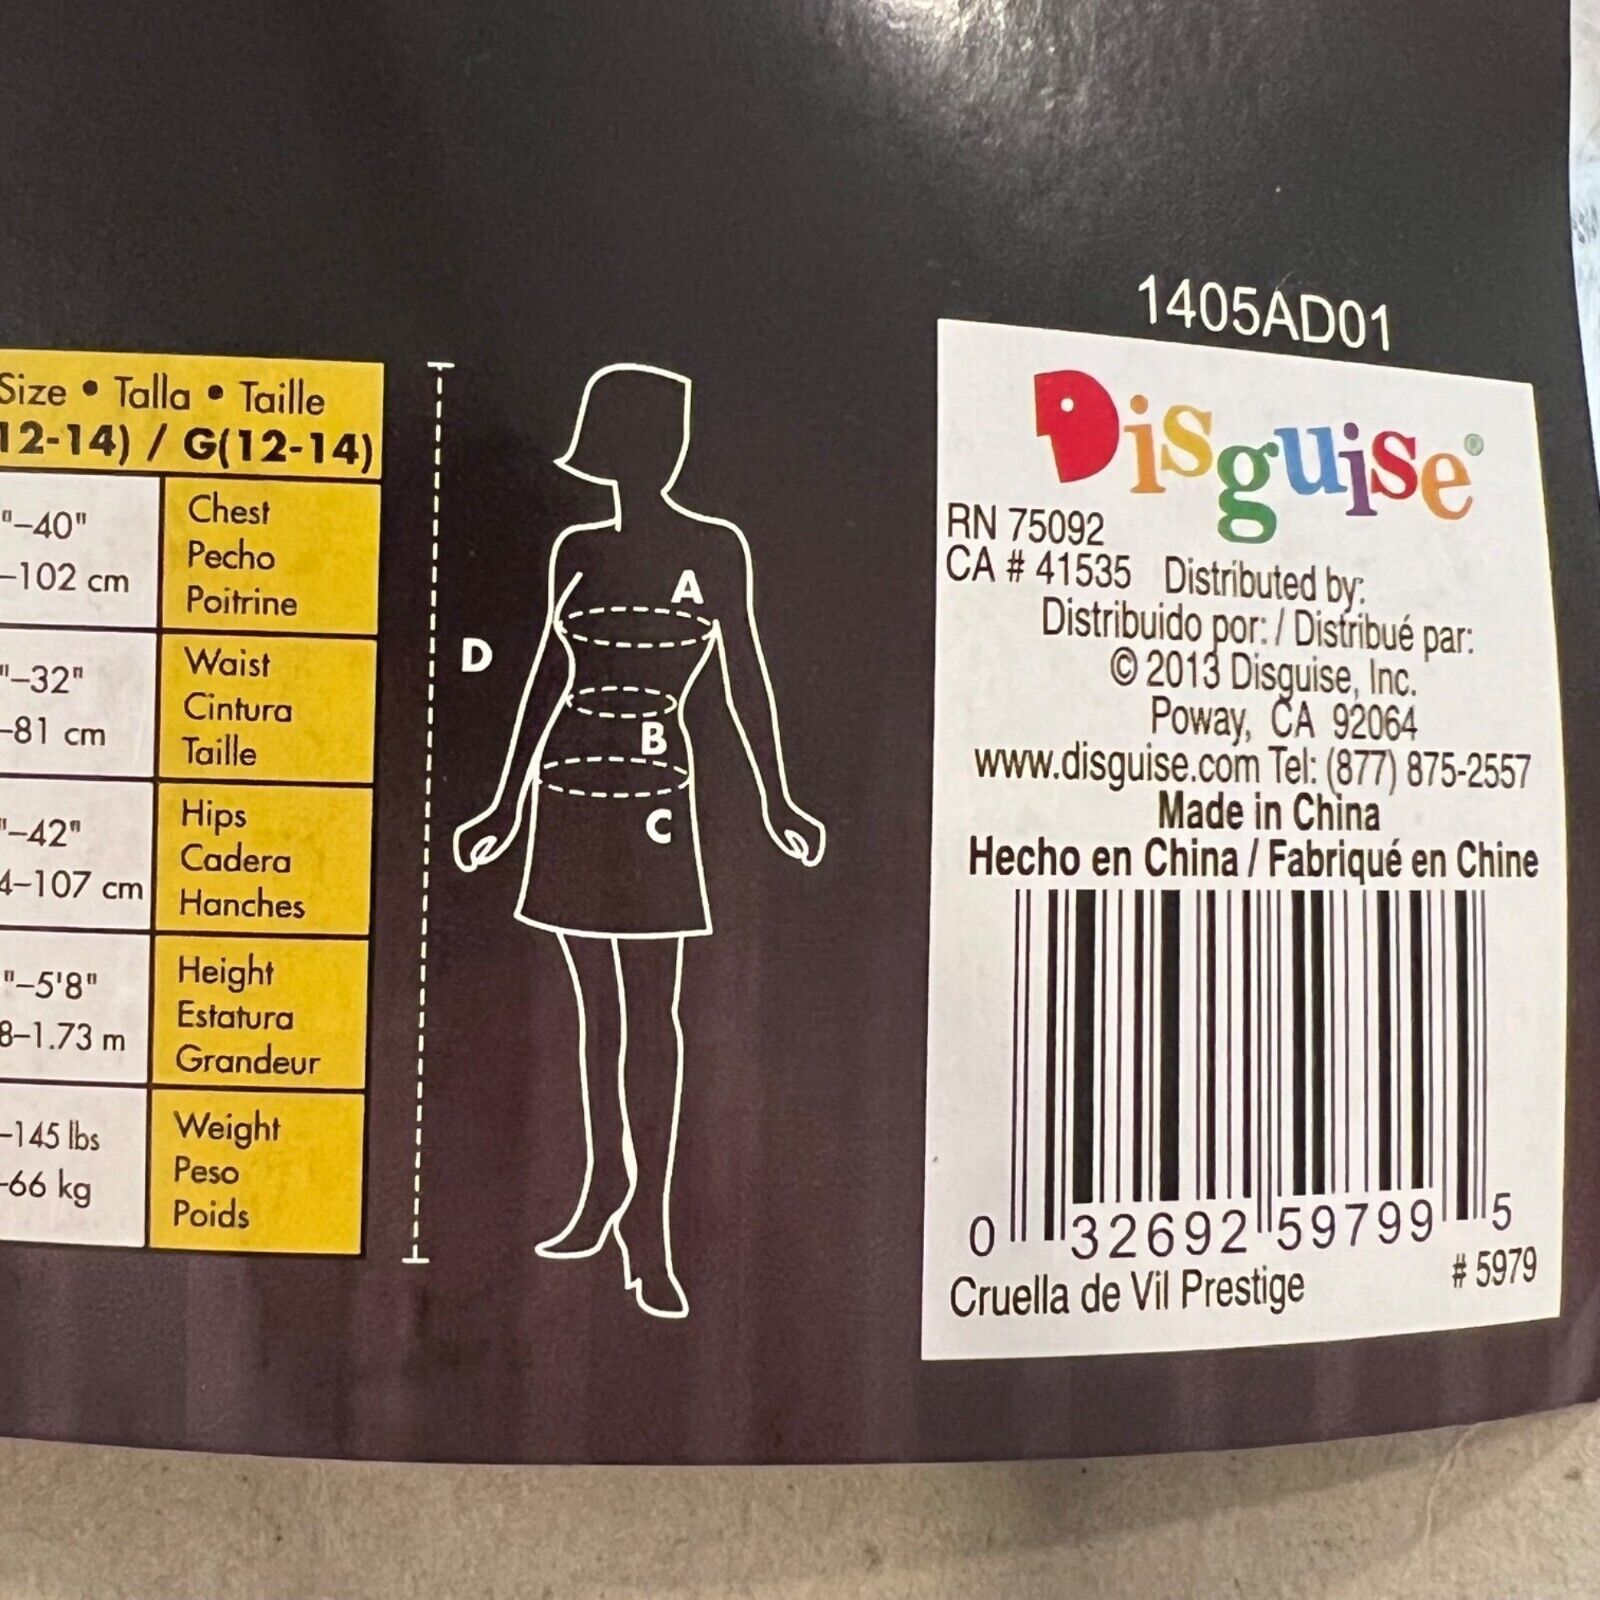 1405AD01
Size • Talla • Taille
12-14) / G(12-14)
"–40"
–102 cm
Chest
Pecho
Poitrine
"–32"
–81 cm
Waist
Cintura
Taille
"–42"
4–107 cm
Hips
Cadera
Hanches
"–5'8"
8–1.73 m
Height
Estatura
Grandeur
–145 lbs
–66 kg
Weight
Peso
Poids
A
B
C
D
Disguise®
RN 75092
CA # 41535 Distributed by:
Distribuido por: / Distribué par:
© 2013 Disguise, Inc.
Poway, CA 92064
www.disguise.com Tel: (877) 875-2557
Made in China
Hecho en China / Fabriqué en Chine
0 32692 59799 5
Cruella de Vil Prestige # 5979